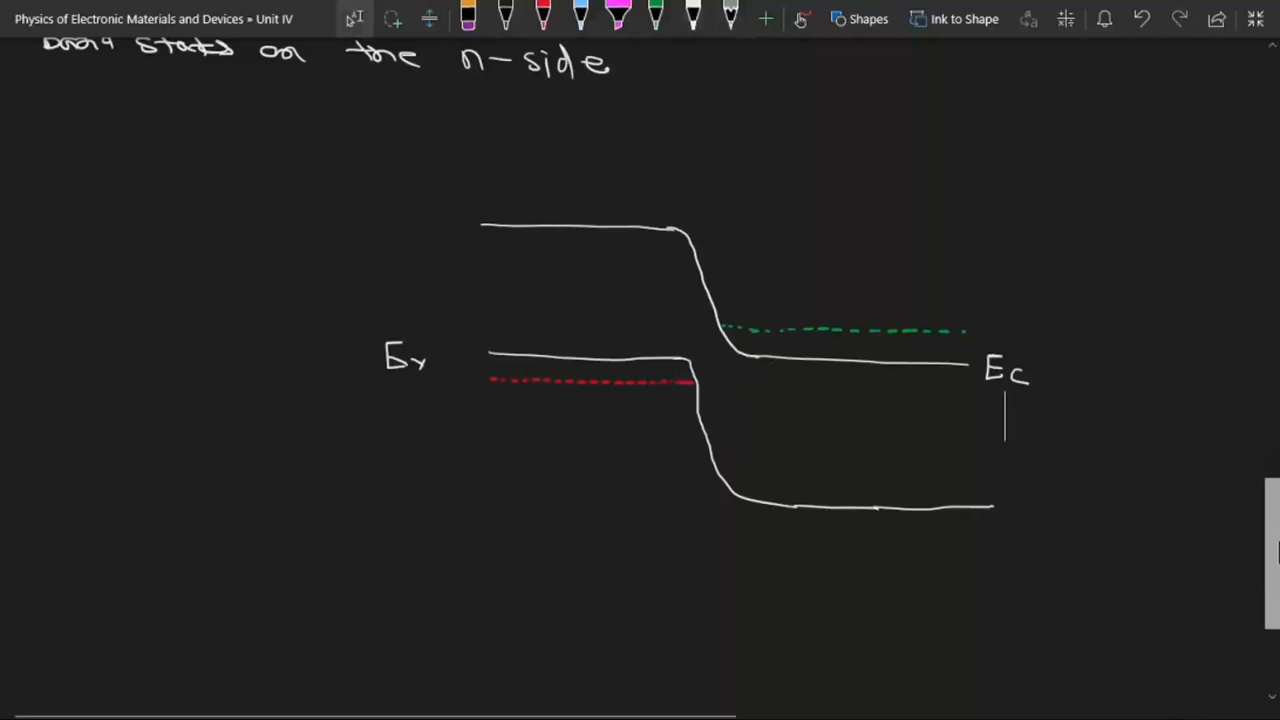 Physics of Electronic Materials and Devices » Unit IV
Shapes
Ink to Shape
on the n-side
Ev
Ec